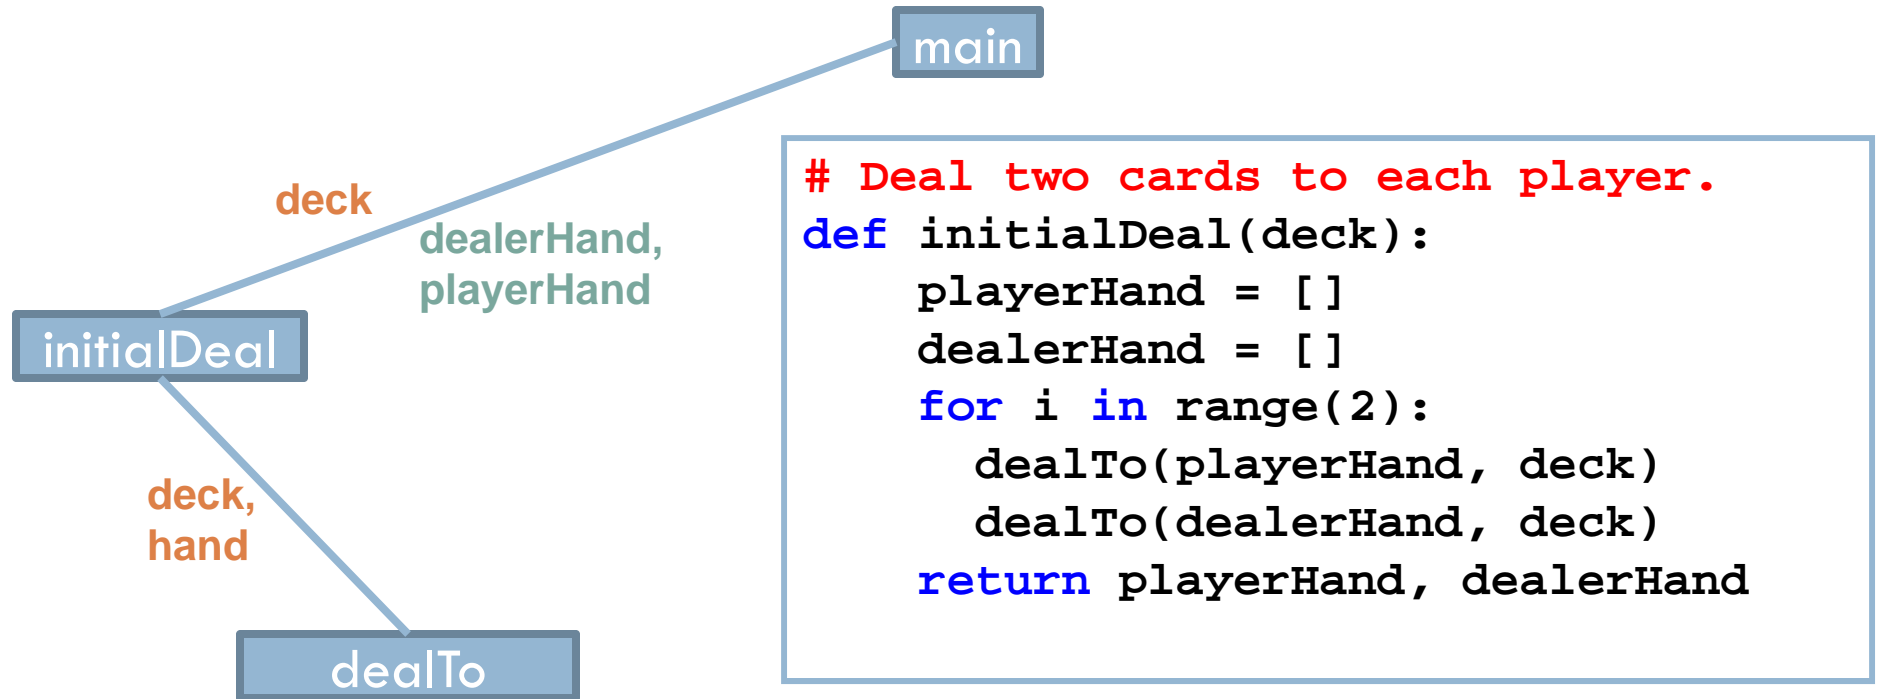 main
deck
dealerHand,
playerHand
initialDeal
deck,
hand
dealTo
# Deal two cards to each player.
def initialDeal(deck):
    playerHand = []
    dealerHand = []
    for i in range(2):
      dealTo(playerHand, deck)
      dealTo(dealerHand, deck)
    return playerHand, dealerHand